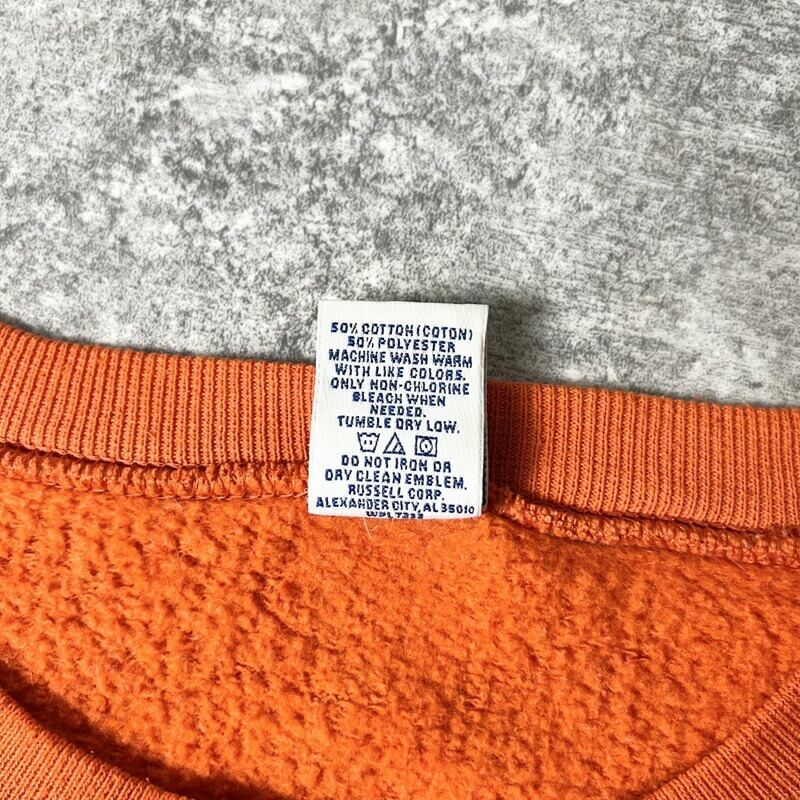 50% COTTON (COTON)
50% POLYESTER
MACHINE WASH WARM
WITH LIKE COLORS.
ONLY NON-CHLORINE
BLEACH WHEN
NEEDED.
TUMBLE DRY LOW.
DO NOT IRON OR
DRY CLEAN EMBLEM.
RUSSELL CORP.
ALEXANDER CITY, AL 35010